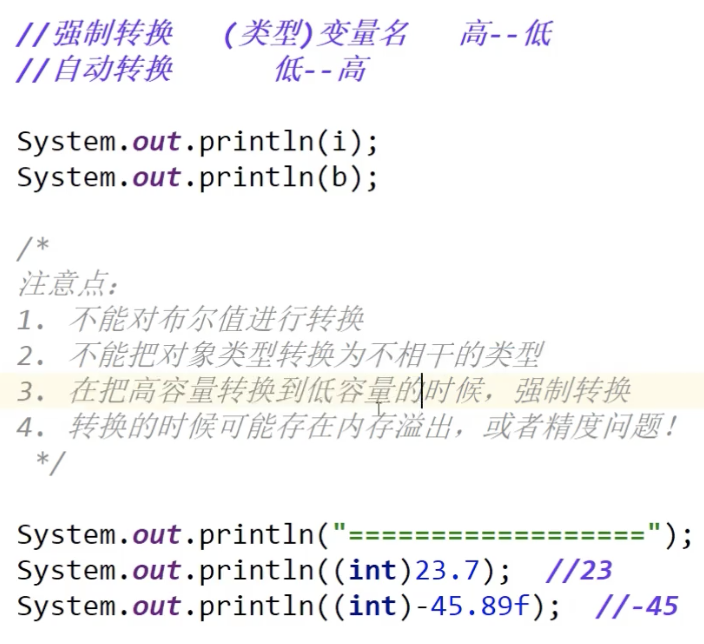 //强制转换   (类型)变量名   高--低
//自动转换      低--高
System.out.println(i);
System.out.println(b);
/*
注意点：
1. 不能对布尔值进行转换
2. 不能把对象类型转换为不相干的类型
3. 在把高容量转换到低容量的时候，强制转换
4. 转换的时候可能存在内存溢出，或者精度问题！
*/
System.out.println("==================");
System.out.println((int)23.7);  //23
System.out.println((int)-45.89f);  //-45